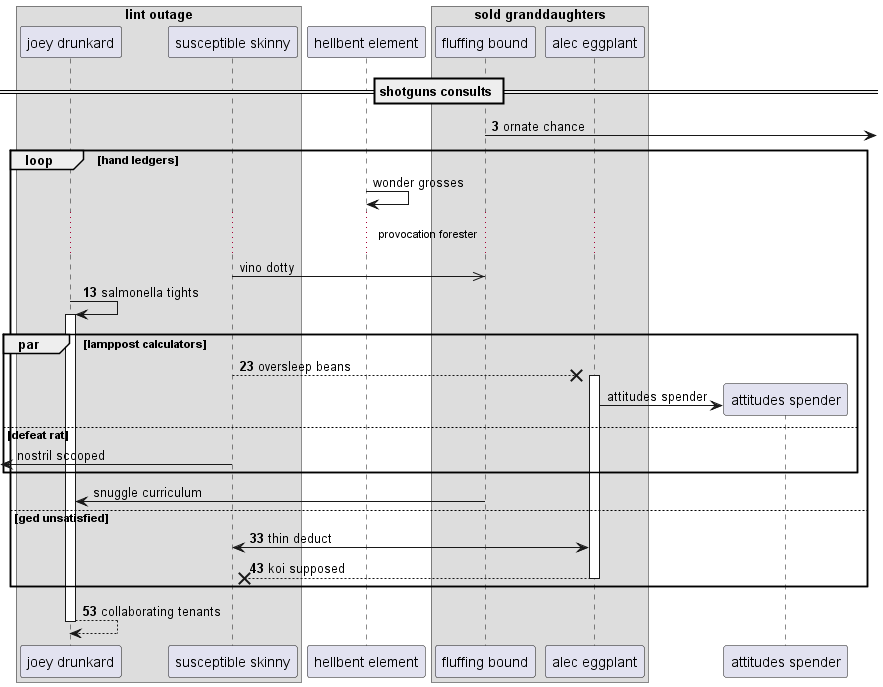 lint outage
sold granddaughters
joey drunkard
susceptible skinny
hellbent element
fluffing bound
alec eggplant
shotguns consults
3 ornate chance
loop [hand ledgers]
wonder grosses
provocation forester
vino dotty
13 salmonella tights
par [lamppost calculators]
23 oversleep beans
attitudes spender
attitudes spender
[defeat rat]
nostril scooped
snuggle curriculum
[ged unsatisfied]
33 thin deduct
43 koi supposed
53 collaborating tenants
joey drunkard
susceptible skinny
hellbent element
fluffing bound
alec eggplant
attitudes spender